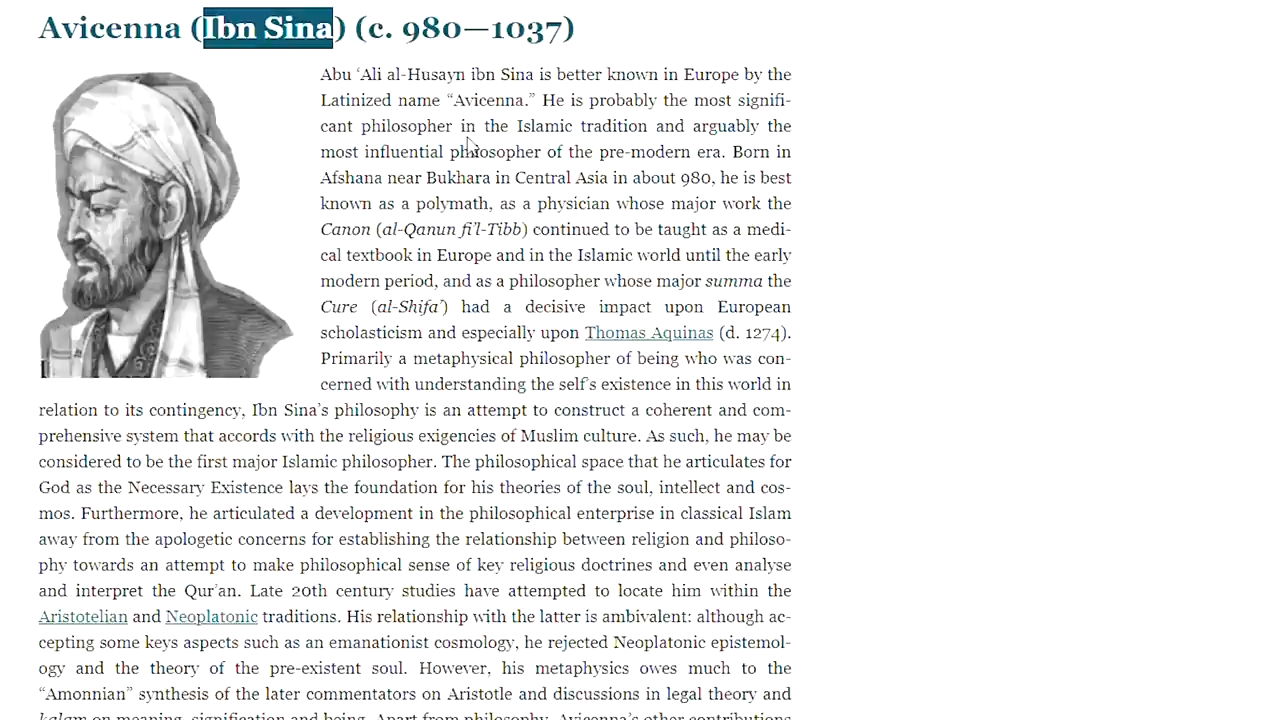 Avicenna (Ibn Sina) (c. 980—1037)
Abu ‘Ali al-Husayn ibn Sina is better known in Europe by the
Latinized name “Avicenna.” He is probably the most signifi-
cant philosopher in the Islamic tradition and arguably the
most influential philosopher of the pre-modern era. Born in
Afshana near Bukhara in Central Asia in about 980, he is best
known as a polymath, as a physician whose major work the
Canon (al-Qanun fi’l-Tibb) continued to be taught as a medi-
cal textbook in Europe and in the Islamic world until the early
modern period, and as a philosopher whose major summa the
Cure (al-Shifa’) had a decisive impact upon European
scholasticism and especially upon Thomas Aquinas (d. 1274).
Primarily a metaphysical philosopher of being who was con-
cerned with understanding the self’s existence in this world in
relation to its contingency, Ibn Sina’s philosophy is an attempt to construct a coherent and com-
prehensive system that accords with the religious exigencies of Muslim culture. As such, he may be
considered to be the first major Islamic philosopher. The philosophical space that he articulates for
God as the Necessary Existence lays the foundation for his theories of the soul, intellect and cos-
mos. Furthermore, he articulated a development in the philosophical enterprise in classical Islam
away from the apologetic concerns for establishing the relationship between religion and philoso-
phy towards an attempt to make philosophical sense of key religious doctrines and even analyse
and interpret the Qur’an. Late 20th century studies have attempted to locate him within the
Aristotelian and Neoplatonic traditions. His relationship with the latter is ambivalent: although ac-
cepting some keys aspects such as an emanationist cosmology, he rejected Neoplatonic epistemol-
ogy and the theory of the pre-existent soul. However, his metaphysics owes much to the
“Amonnian” synthesis of the later commentators on Aristotle and discussions in legal theory and
kalam on meaning, signification and being. Apart from philosophy, Avicenna’s other contributions